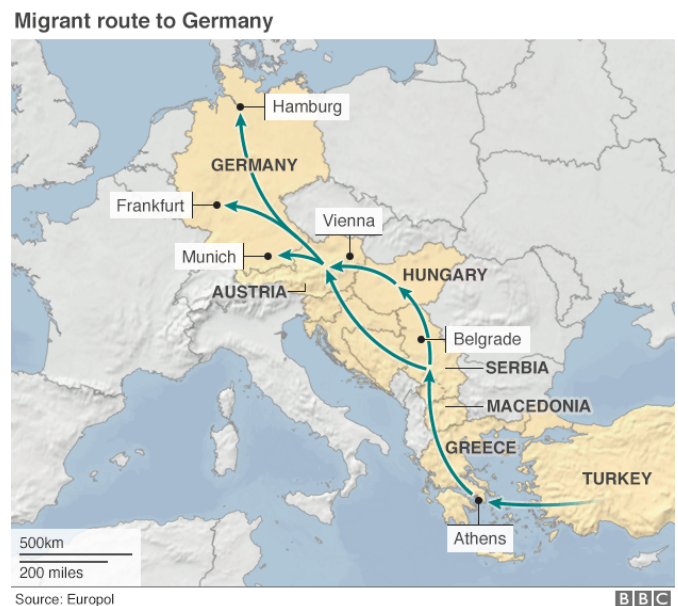 Migrant route to Germany
Hamburg
GERMANY
Frankfurt
Vienna
Munich
HUNGARY
AUSTRIA
Belgrade
SERBIA
MACEDONIA
GREECE
TURKEY
Athens
500km
200 miles
Source: Europol
BBC